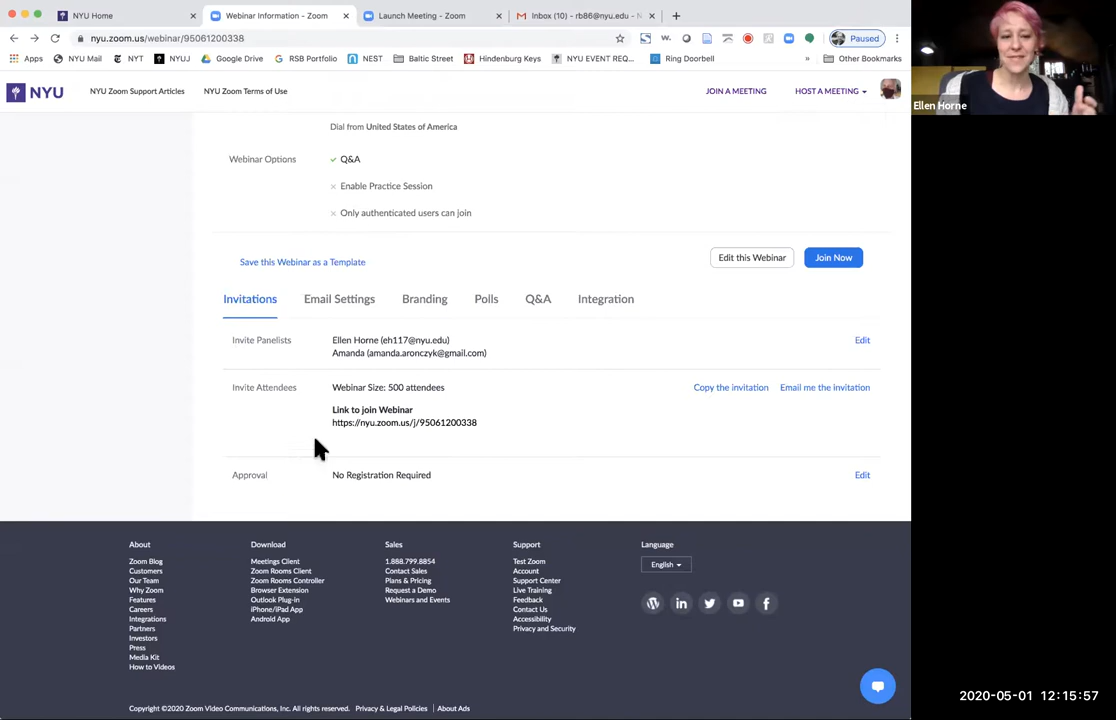 NYU Home
Webinar Information - Zoom
Launch Meeting - Zoom
Inbox (10) - rb86@nyu.edu - N
nyu.zoom.us/webinar/95061200338
Paused
Apps
NYU Mail
NYT
NYUJ
Google Drive
RSB Portfolio
NEST
Baltic Street
Hindenburg Keys
NYU EVENT REQ...
Ring Doorbell
Other Bookmarks
NYU
NYU Zoom Support Articles
NYU Zoom Terms of Use
JOIN A MEETING
HOST A MEETING
Ellen Horne
Dial from United States of America
Webinar Options
Q&A
Enable Practice Session
Only authenticated users can join
Save this Webinar as a Template
Edit this Webinar
Join Now
Invitations
Email Settings
Branding
Polls
Q&A
Integration
Invite Panelists
Ellen Horne (eh117@nyu.edu)
Edit
Amanda (amanda.aronczyk@gmail.com)
Invite Attendees
Webinar Size: 500 attendees
Copy the invitation
Email me the invitation
Link to join Webinar
https://nyu.zoom.us/j/95061200338
Approval
No Registration Required
Edit
About
Zoom Blog
Customers
Our Team
Why Zoom
Features
Careers
Integrations
Partners
Investors
Press
Media Kit
How to Videos
Download
Meetings Client
Zoom Rooms Client
Zoom Rooms Controller
Browser Extension
Outlook Plug-in
iPhone/iPad App
Android App
Sales
1.888.799.8854
Contact Sales
Plans & Pricing
Request a Demo
Webinars and Events
Support
Test Zoom
Account
Support Center
Live Training
Feedback
Contact Us
Accessibility
Privacy and Security
Language
English
Copyright ©2020 Zoom Video Communications, Inc. All rights reserved.
Privacy & Legal Policies
About Ads
2020-05-01 12:15:57